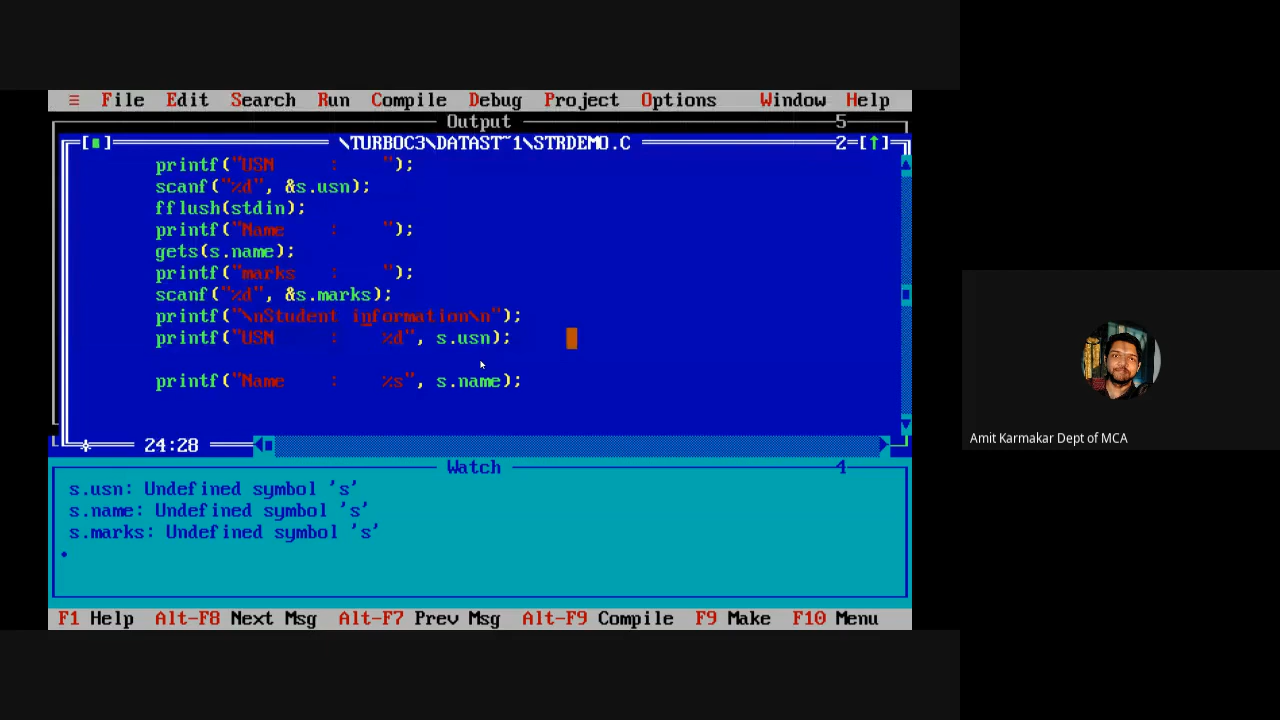 ≡ File Edit Search Run Compile Debug Project Options Window Help
Output 5
[■] \TURBOC3\DATAST~1\STRDEMO.C 2=[↑]
printf("USN : ");
scanf("%d", &s.usn);
fflush(stdin);
printf("Name : ");
gets(s.name);
printf("marks : ");
scanf("%d", &s.marks);
printf("\nStudent information\n");
printf("USN : %d", s.usn);
printf("Name : %s", s.name);
24:28
Watch 4
s.usn: Undefined symbol 's'
s.name: Undefined symbol 's'
s.marks: Undefined symbol 's'
F1 Help Alt-F8 Next Msg Alt-F7 Prev Msg Alt-F9 Compile F9 Make F10 Menu
Amit Karmakar Dept of MCA